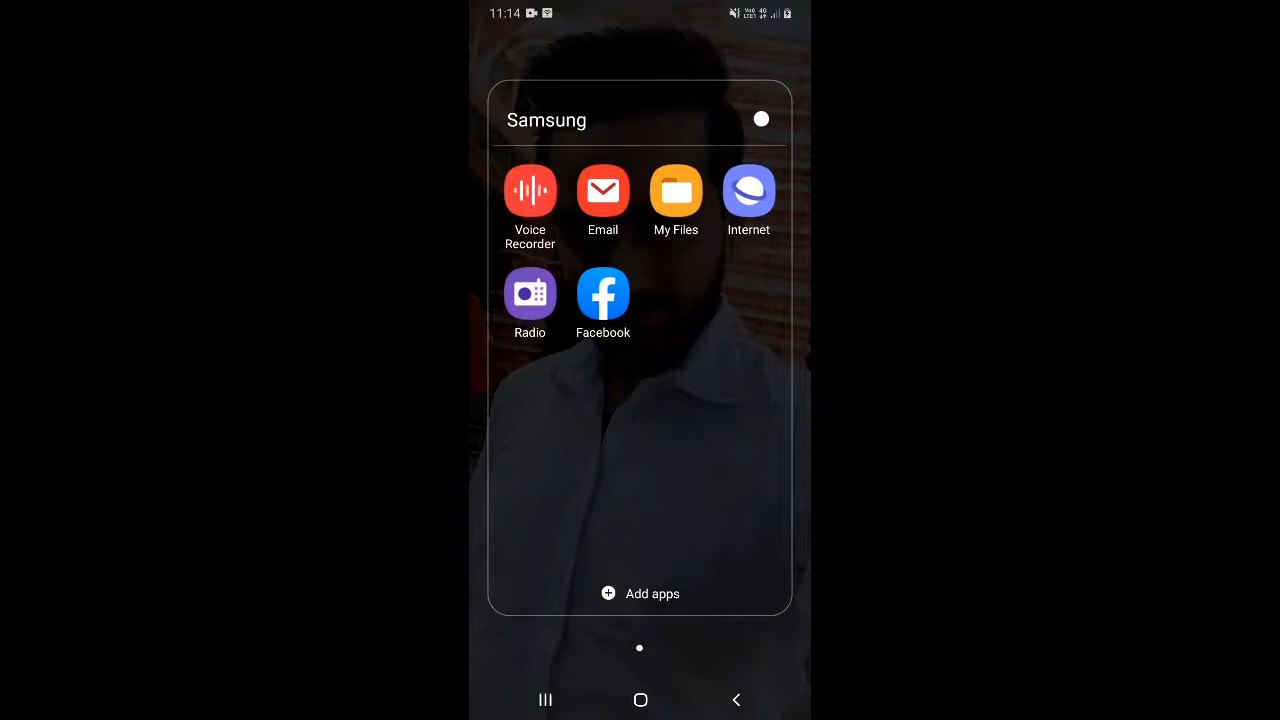 11:14
Samsung
Voice
Recorder
Email
My Files
Internet
Radio
Facebook
Add apps